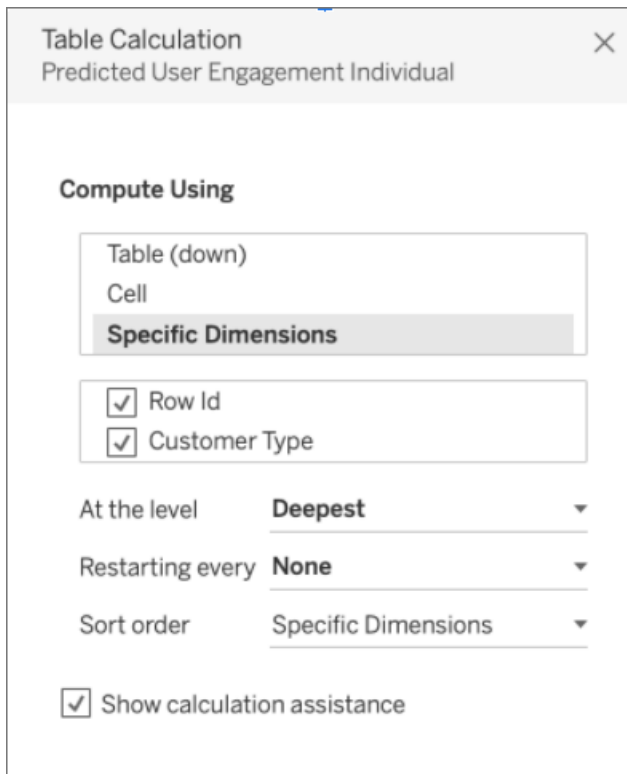 Table Calculation
Predicted User Engagement Individual
Compute Using
Table (down)
Cell
Specific Dimensions
Row Id
Customer Type
At the level Deepest
Restarting every None
Sort order Specific Dimensions
Show calculation assistance